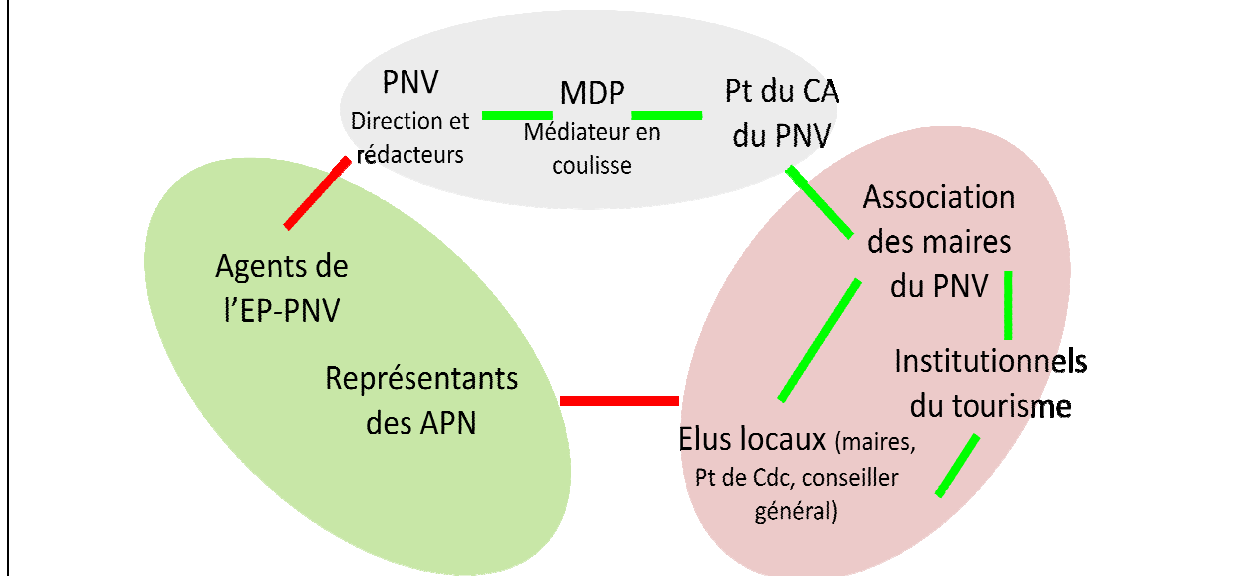 PNV
Direction et
rédacteurs
MDP
Médiateur en
coulisse
Pt du CA
du PNV
Association
des maires
du PNV
Agents de
l’EP-PNV
Représentants
des APN
Institutionnels
du tourisme
Elus locaux (maires,
Pt de Cdc, conseiller
général)